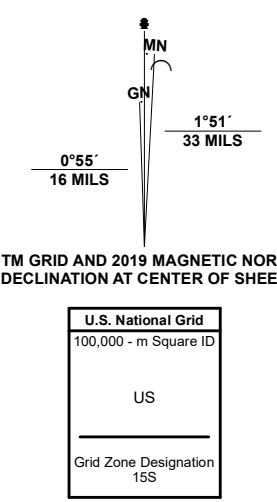 MN
GN
1°51´
33 MILS
0°55´
16 MILS
TM GRID AND 2019 MAGNETIC NOR
DECLINATION AT CENTER OF SHEE
U.S. National Grid
100,000 - m Square ID
US
Grid Zone Designation
15S